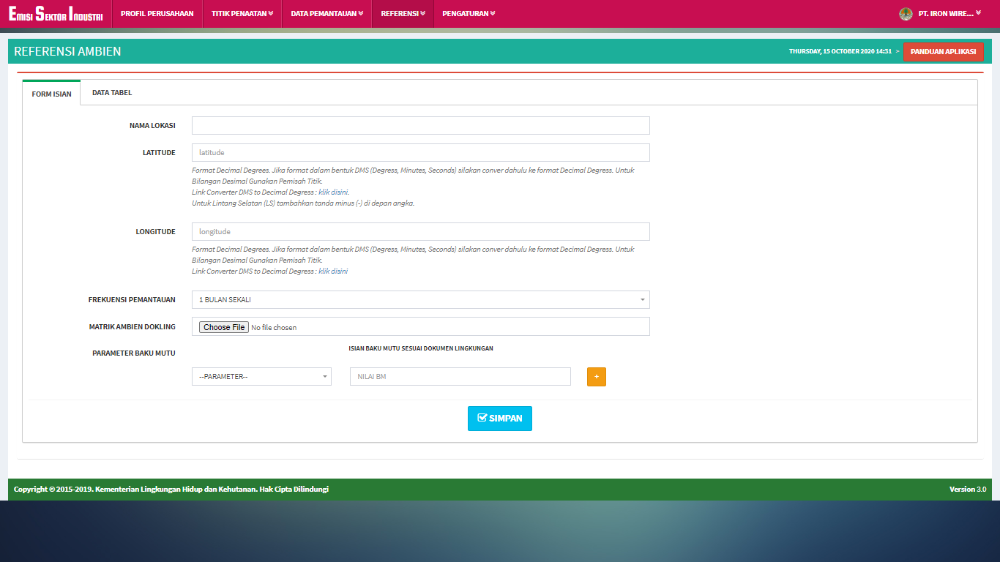 EMISI SEKTOR INDUSTRI PROFIL PERUSAHAAN TITIK PENAATAN DATA PEMANTAUAN REFERENSI PENGATURAN PT. IRON WIRE...
REFERENSI AMBIEN THURSDAY, 15 OCTOBER 2020 14:31 > PANDUAN APLIKASI
FORM ISIAN DATA TABEL
NAMA LOKASI
LATITUDE latitude
Format Decimal Degrees. Jika format dalam bentuk DMS (Degress, Minutes, Seconds) silakan conver dahulu ke format Decimal Degress. Untuk
Bilangan Desimal Gunakan Pemisah Titik.
Link Converter DMS to Decimal Degress : klik disini.
Untuk Lintang Selatan (LS) tambahkan tanda minus (-) di depan angka.
LONGITUDE longitude
Format Decimal Degrees. Jika format dalam bentuk DMS (Degress, Minutes, Seconds) silakan conver dahulu ke format Decimal Degress. Untuk
Bilangan Desimal Gunakan Pemisah Titik.
Link Converter DMS to Decimal Degress : klik disini
FREKUENSI PEMANTAUAN 1 BULAN SEKALI
MATRIK AMBIEN DOKLING Choose File No file chosen
PARAMETER BAKU MUTU ISIAN BAKU MUTU SESUAI DOKUMEN LINGKUNGAN
--PARAMETER-- NILAI BM +
SIMPAN
Copyright © 2015-2019. Kementerian Lingkungan Hidup dan Kehutanan. Hak Cipta Dilindungi Version 3.0